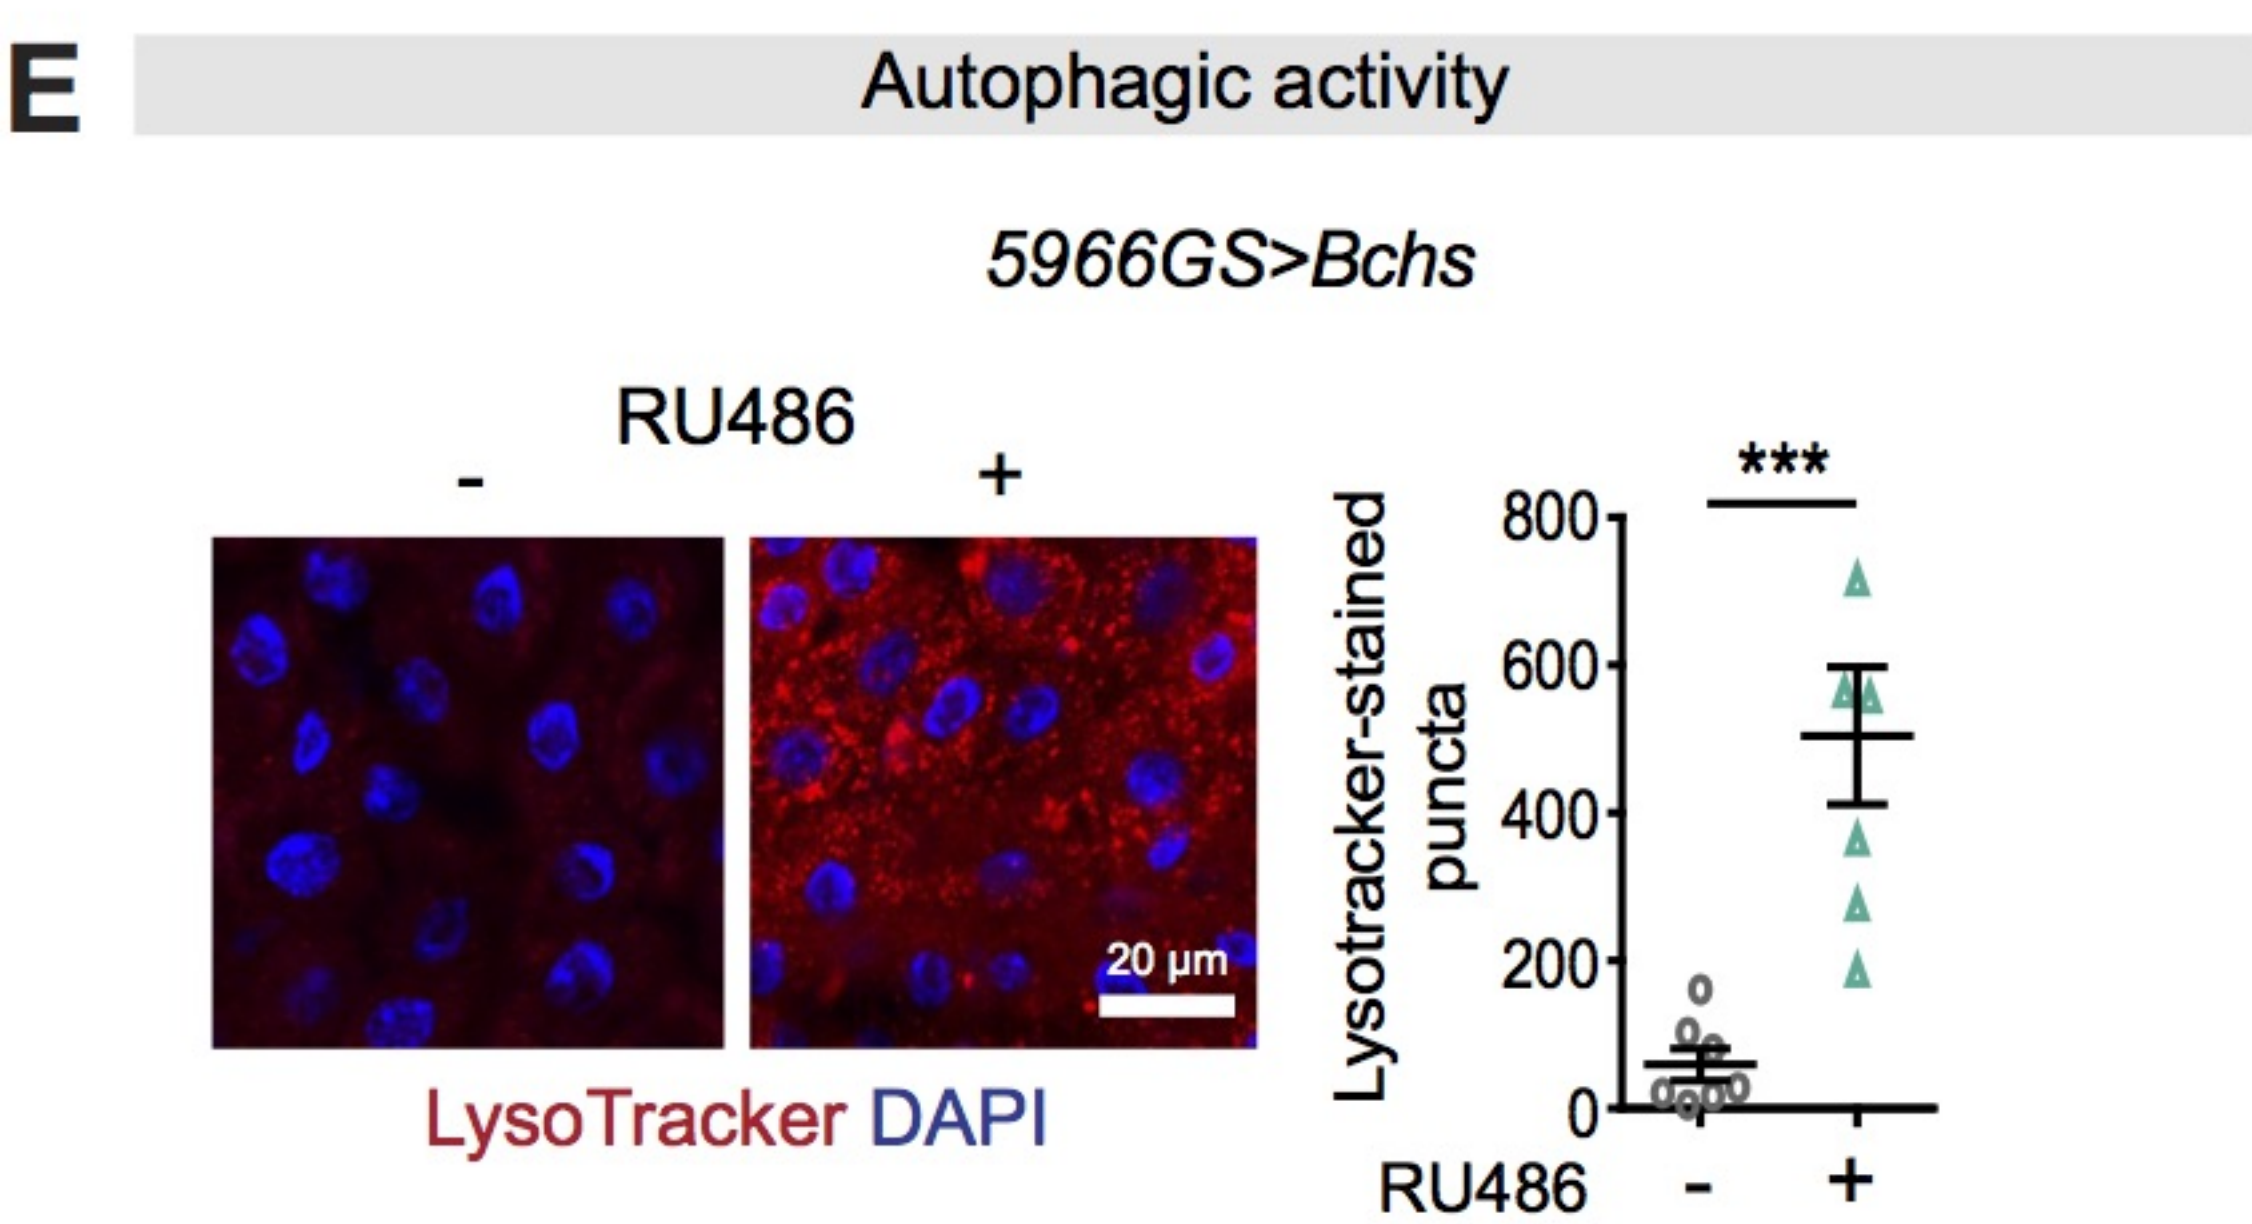 E
Autophagic activity
5966GS>Bchs
RU486
- +
20 µm
LysoTracker DAPI
Lysotracker-stained
puncta
***
800
600
400
200
0
RU486 - +